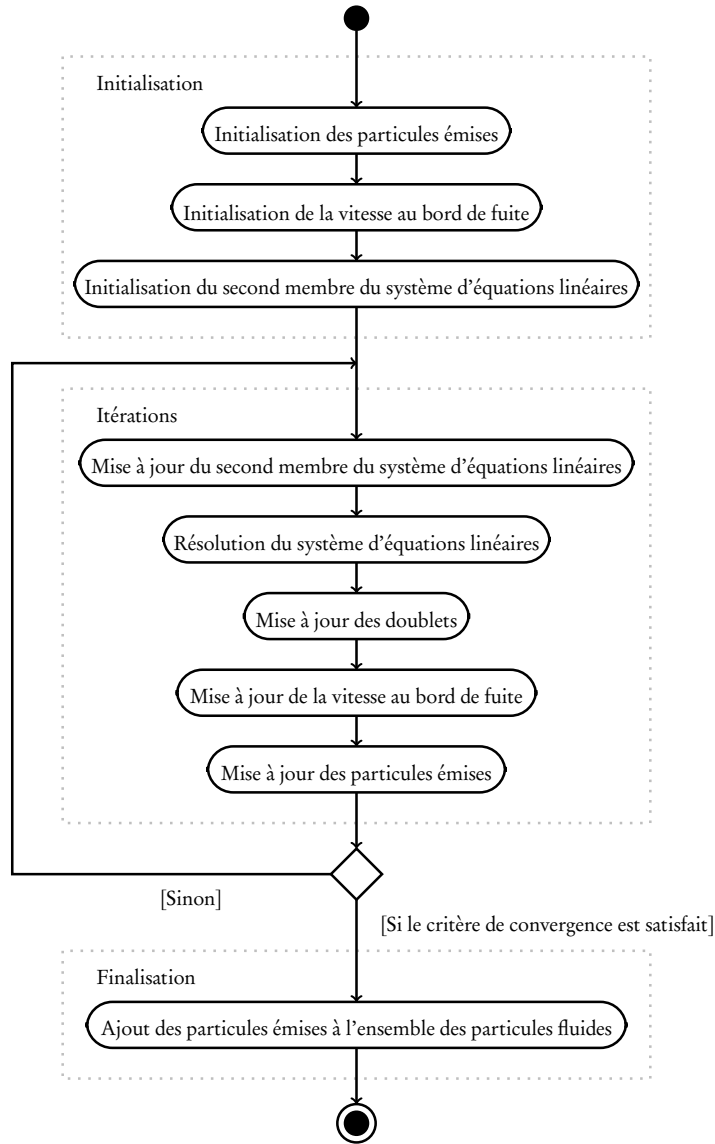 Initialisation
Initialisation des particules émises
Initialisation de la vitesse au bord de fuite
Initialisation du second membre du système d'équations linéaires
Itérations
Mise à jour du second membre du système d'équations linéaires
Résolution du système d'équations linéaires
Mise à jour des doublets
Mise à jour de la vitesse au bord de fuite
Mise à jour des particules émises
[Sinon]
[Si le critère de convergence est satisfait]
Finalisation
Ajout des particules émises à l'ensemble des particules fluides